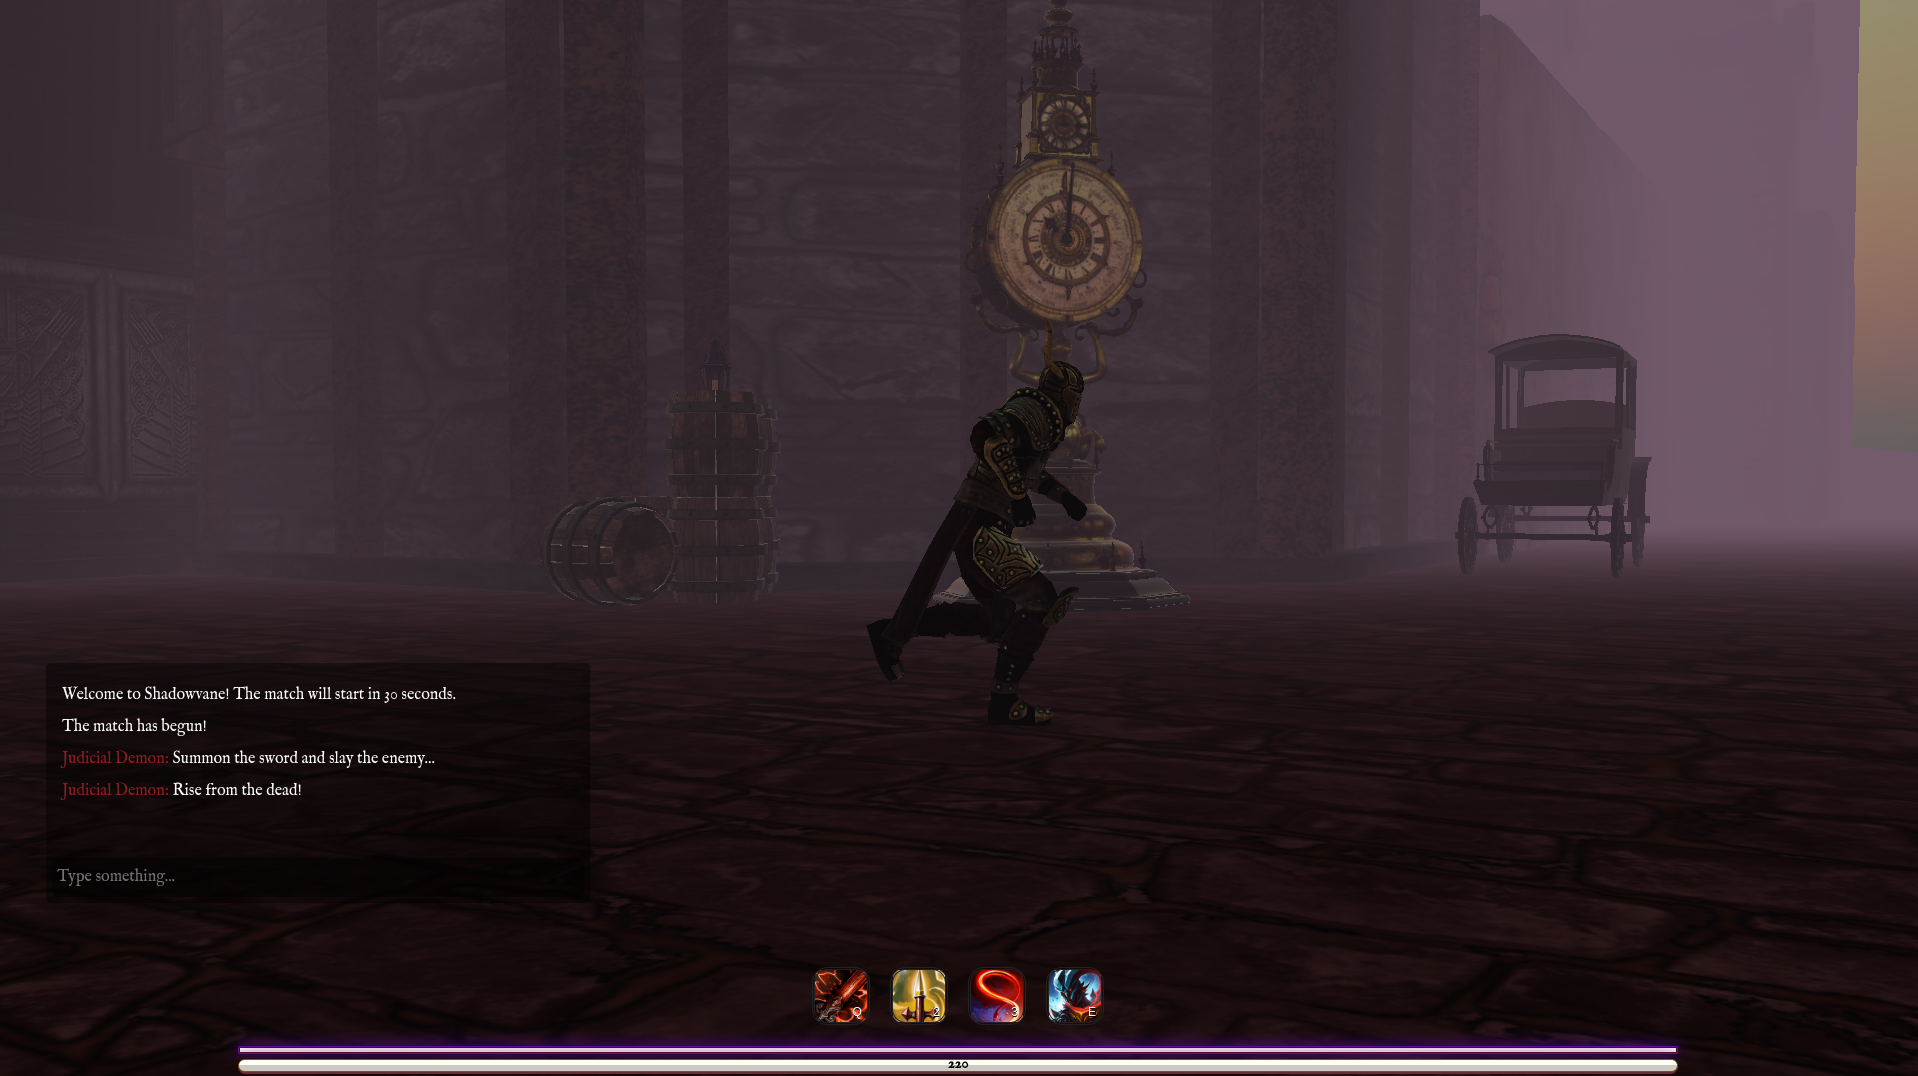 Welcome to Shadowvane! The match will start in 30 seconds.
The match has begun!
Judicial Demon: Summon the sword and slay the enemy...
Judicial Demon: Rise from the dead!
Type something...
Q 2 3 E
220